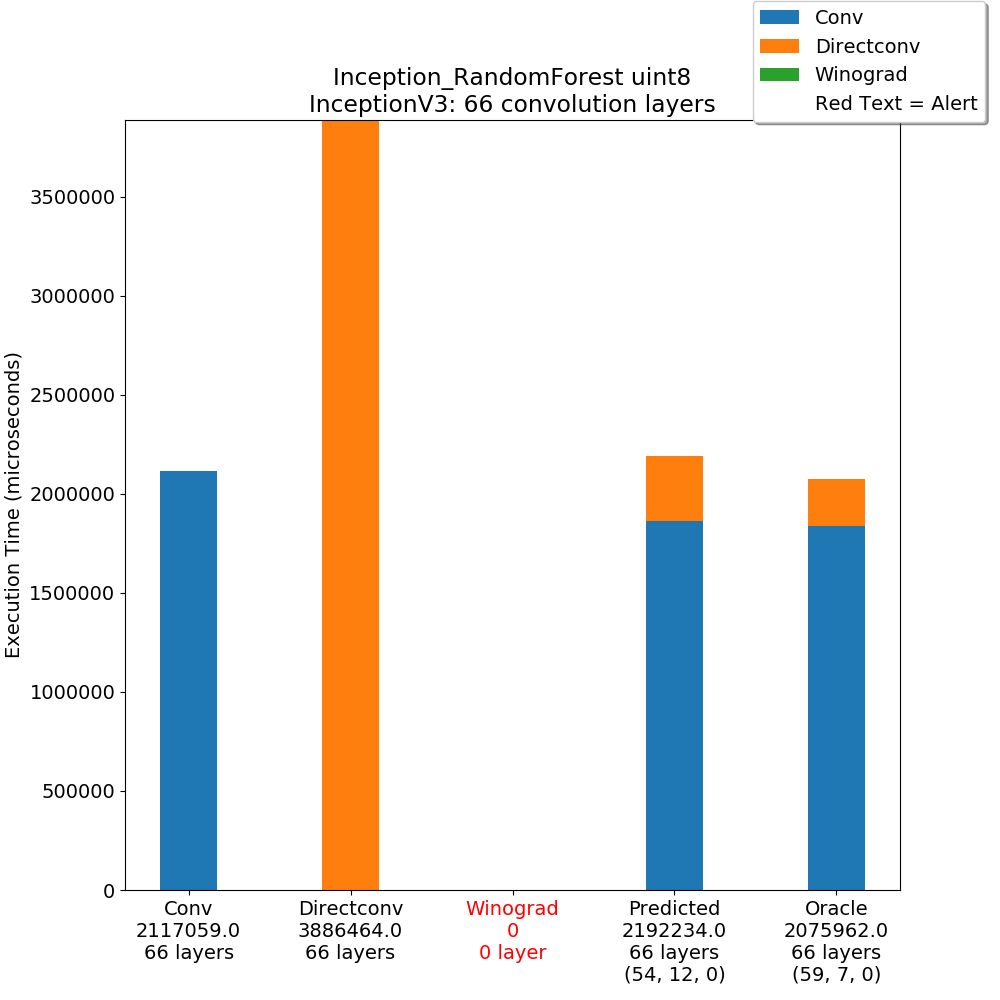 Conv
Directconv
Winograd
Red Text = Alert
Inception_RandomForest uint8
InceptionV3: 66 convolution layers
Execution Time (microseconds)
3500000
3000000
2500000
2000000
1500000
1000000
500000
0
Conv
2117059.0
66 layers
Directconv
3886464.0
66 layers
Winograd
0
0 layer
Predicted
2192234.0
66 layers
(54, 12, 0)
Oracle
2075962.0
66 layers
(59, 7, 0)